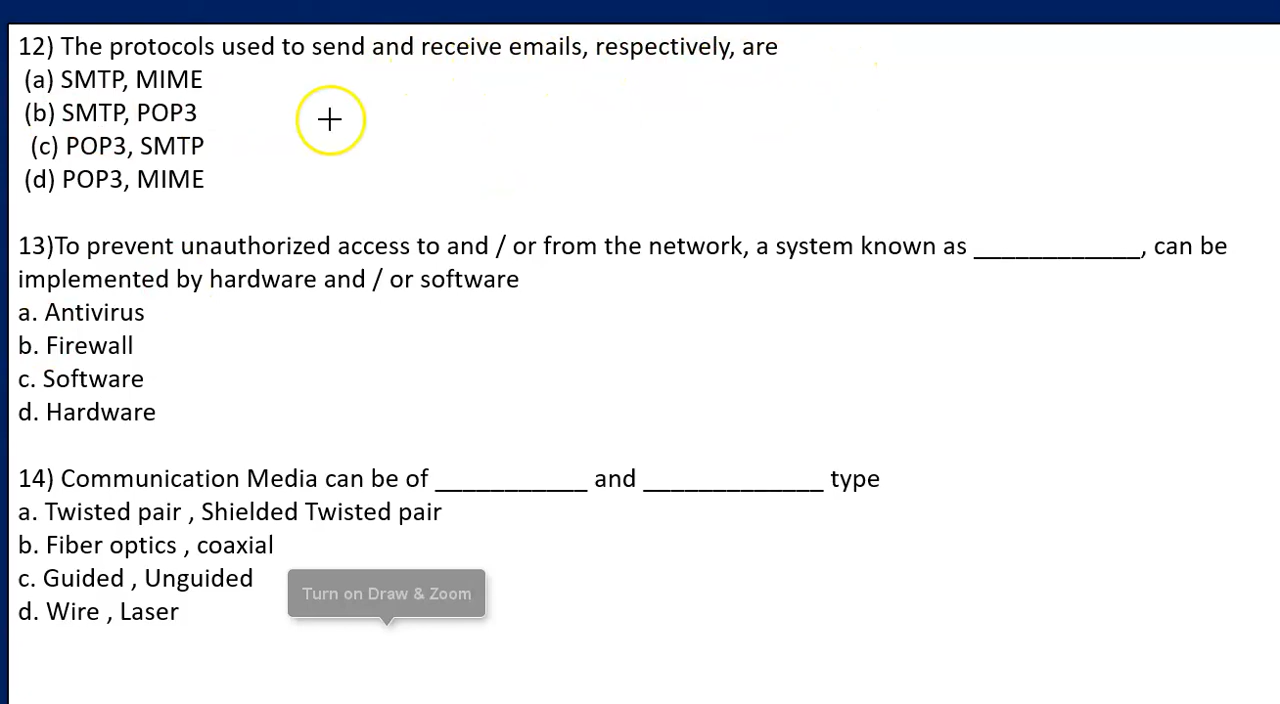 12) The protocols used to send and receive emails, respectively, are
(a) SMTP, MIME
(b) SMTP, POP3
(c) POP3, SMTP
(d) POP3, MIME
13)To prevent unauthorized access to and / or from the network, a system known as ____________, can be
implemented by hardware and / or software
a. Antivirus
b. Firewall
c. Software
d. Hardware
14) Communication Media can be of ___________ and _____________ type
a. Twisted pair , Shielded Twisted pair
b. Fiber optics , coaxial
c. Guided , Unguided
Turn on Draw & Zoom
d. Wire , Laser